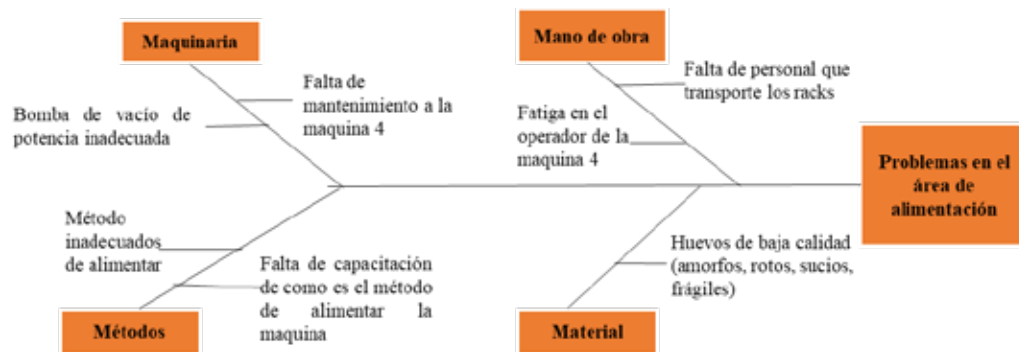 Maquinaria
Falta de
mantenimiento a la
maquina 4
Bomba de vacío de
potencia inadecuada
Mano de obra
Falta de personal que
transporte los racks
Fatiga en el
operador de la
maquina 4
Problemas en el
área de
alimentación
Método
inadecuados
de alimentar
Falta de capacitación
de como es el método
de alimentar la
maquina
Métodos
Huevos de baja calidad
(amorfos, rotos, sucios,
frágiles)
Material